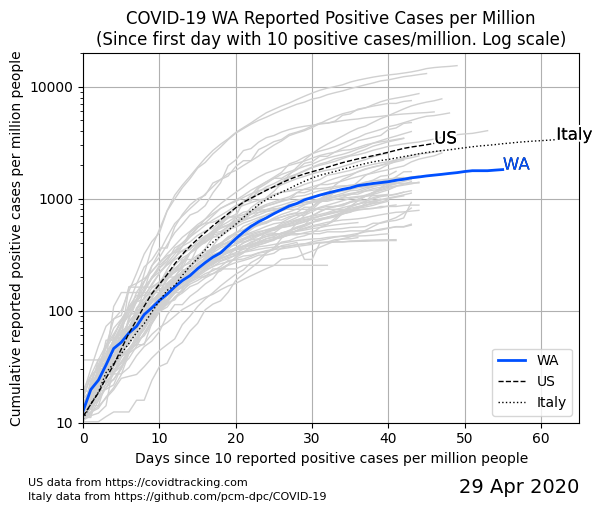 COVID-19 WA Reported Positive Cases per Million
(Since first day with 10 positive cases/million. Log scale)
Cumulative reported positive cases per million people
10000
1000
100
10
US
Italy
WA
WA
US
Italy
0 10 20 30 40 50 60
Days since 10 reported positive cases per million people
US data from https://covidtracking.com
Italy data from https://github.com/pcm-dpc/COVID-19
29 Apr 2020